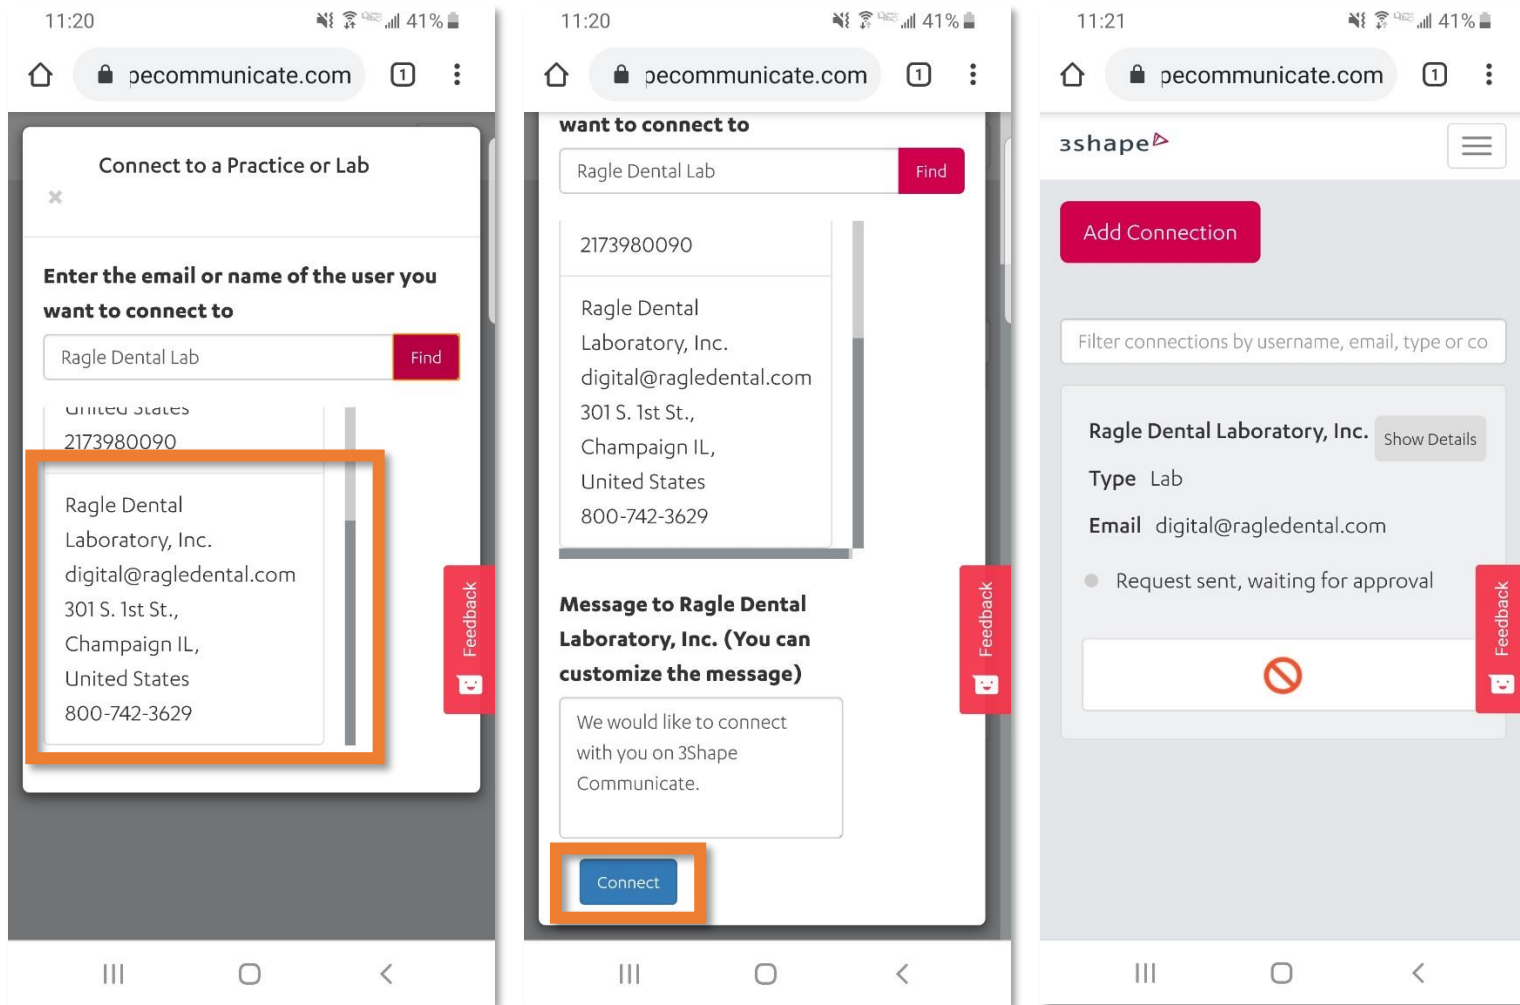 11:20
41%
pecommunicate.com
1
Connect to a Practice or Lab
Enter the email or name of the user you
want to connect to
Ragle Dental Lab
Find
United States
2173980090
Ragle Dental
Laboratory, Inc.
digital@ragledental.com
301 S. 1st St.,
Champaign IL,
United States
800-742-3629
Feedback
11:20
41%
pecommunicate.com
1
want to connect to
Ragle Dental Lab
Find
2173980090
Ragle Dental
Laboratory, Inc.
digital@ragledental.com
301 S. 1st St.,
Champaign IL,
United States
800-742-3629
Message to Ragle Dental
Laboratory, Inc. (You can
customize the message)
We would like to connect
with you on 3Shape
Communicate.
Connect
Feedback
11:21
41%
pecommunicate.com
1
3shape
Add Connection
Filter connections by username, email, type or co
Ragle Dental Laboratory, Inc.
Show Details
Type Lab
Email digital@ragledental.com
Request sent, waiting for approval
Feedback